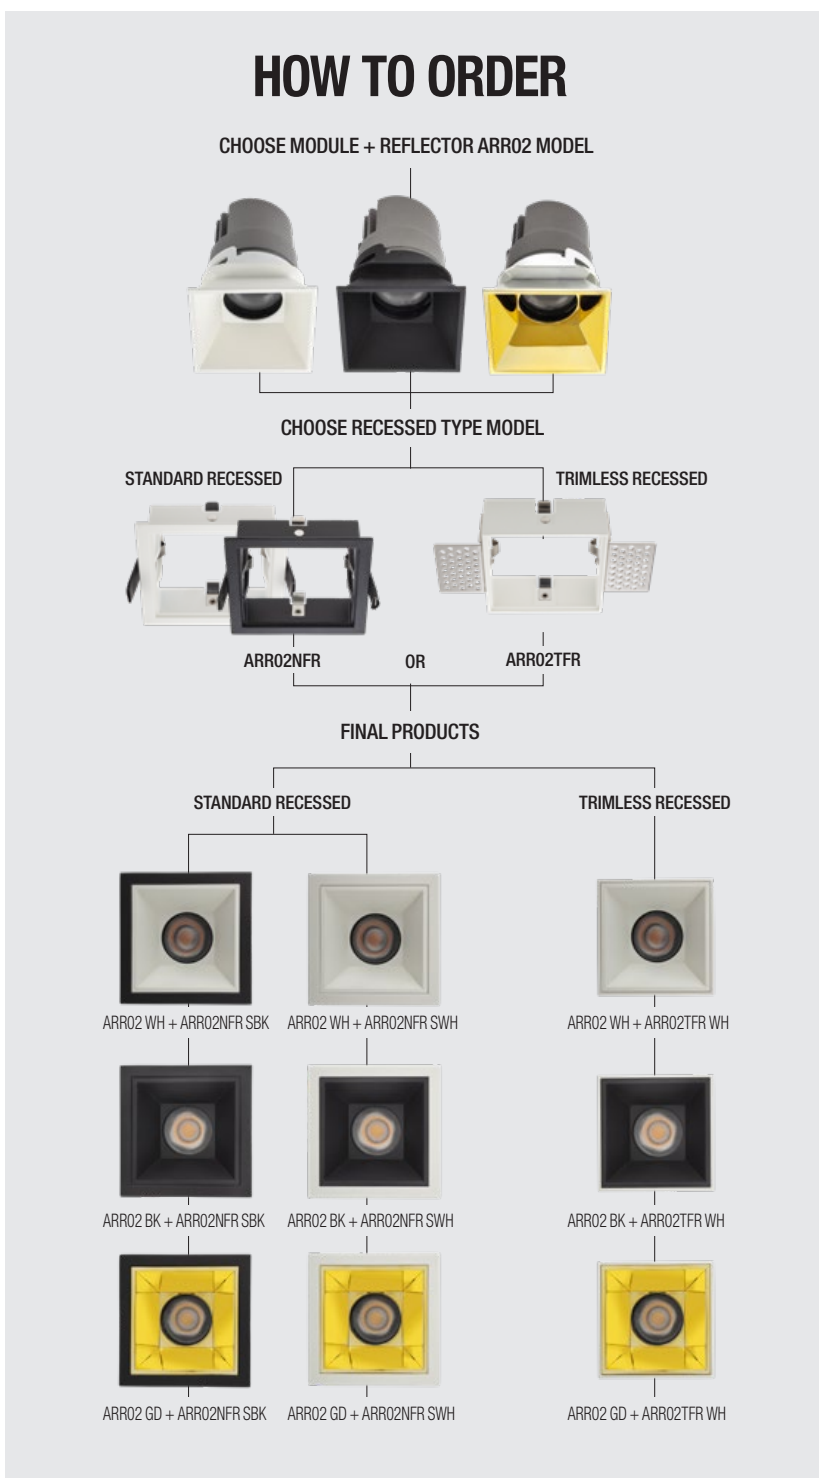 HOW TO ORDER
CHOOSE MODULE + REFLECTOR ARR02 MODEL
CHOOSE RECESSED TYPE MODEL
STANDARD RECESSED
TRIMLESS RECESSED
ARR02NFR
OR
ARR02TFR
FINAL PRODUCTS
STANDARD RECESSED
TRIMLESS RECESSED
ARR02 WH + ARR02NFR SBK
ARR02 WH + ARR02NFR SWH
ARR02 WH + ARR02TFR WH
ARR02 BK + ARR02NFR SBK
ARR02 BK + ARR02NFR SWH
ARR02 BK + ARR02TFR WH
ARR02 GD + ARR02NFR SBK
ARR02 GD + ARR02NFR SWH
ARR02 GD + ARR02TFR WH